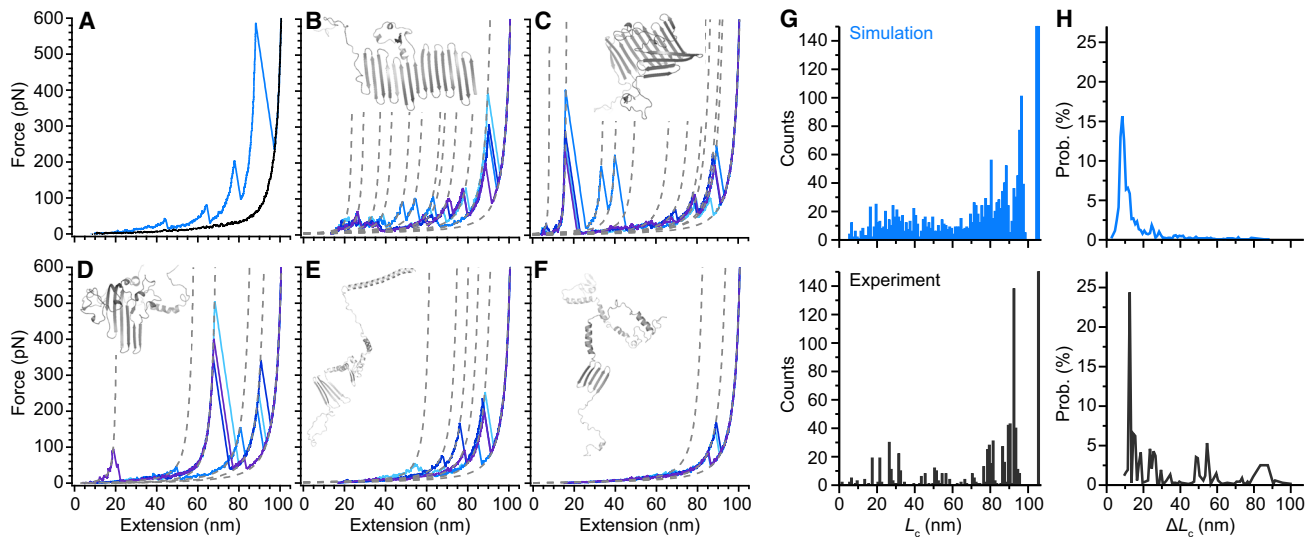 A
B
C
G
H
Force (pN)
600
500
400
300
200
100
0
Simulation
Counts
140
120
100
80
60
40
20
0
Prob. (%)
25
20
15
10
5
0
D
E
F
Force (pN)
600
500
400
300
200
100
0
0 20 40 60 80 100
Extension (nm)
0 20 40 60 80 100
Extension (nm)
0 20 40 60 80 100
Extension (nm)
Experiment
Counts
140
120
100
80
60
40
20
0
0 20 40 60 80 100
Lc (nm)
Prob. (%)
25
20
15
10
5
0
0 20 40 60 80 100
ΔLc (nm)